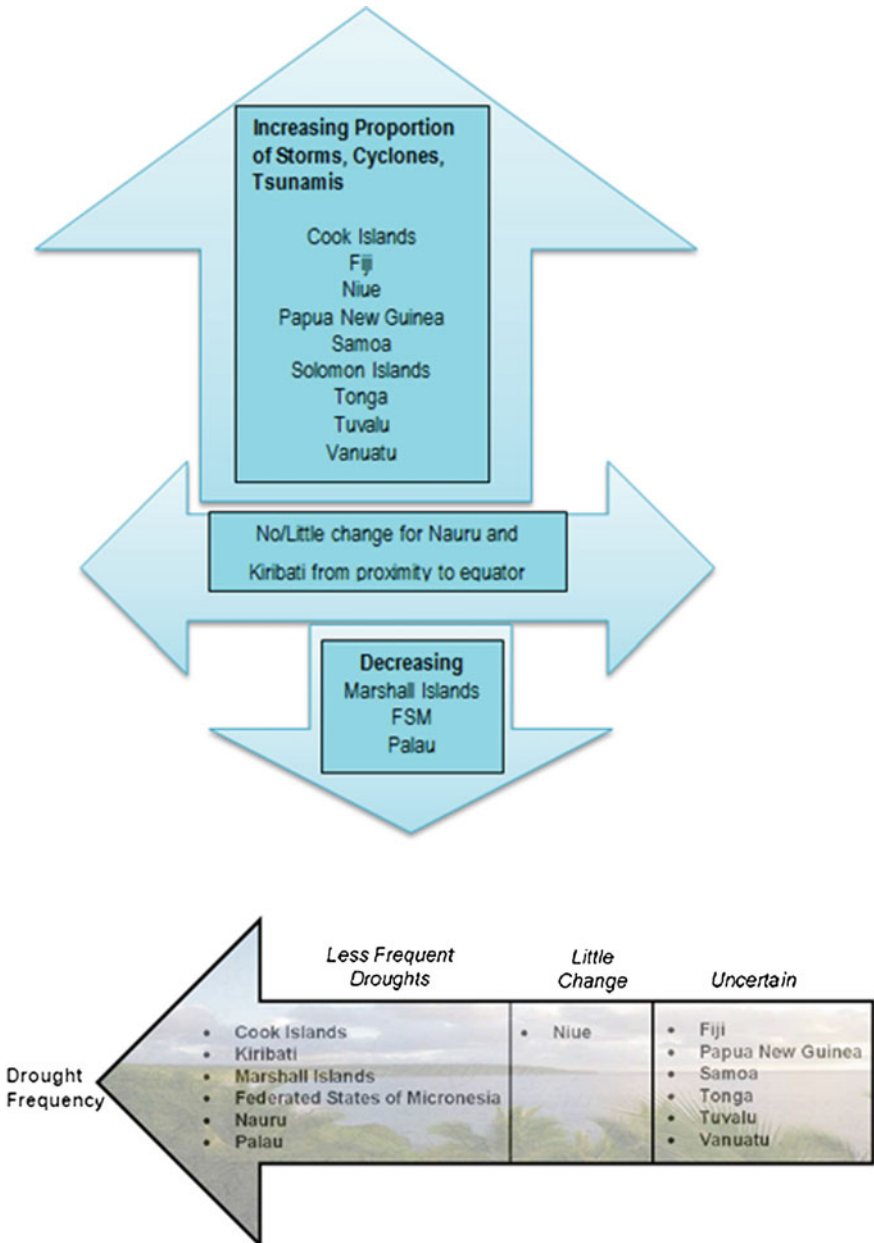 Increasing Proportion
of Storms, Cyclones,
Tsunamis
Cook Islands
Fiji
Niue
Papua New Guinea
Samoa
Solomon Islands
Tonga
Tuvalu
Vanuatu
No/Little change for Nauru and
Kiribati from proximity to equator
Decreasing
Marshall Islands
FSM
Palau
Less Frequent
Droughts
Little
Change
Uncertain
Drought
Frequency
• Cook Islands
• Kiribati
• Marshall Islands
• Federated States of Micronesia
• Nauru
• Palau
• Niue
• Fiji
• Papua New Guinea
• Samoa
• Tonga
• Tuvalu
• Vanuatu